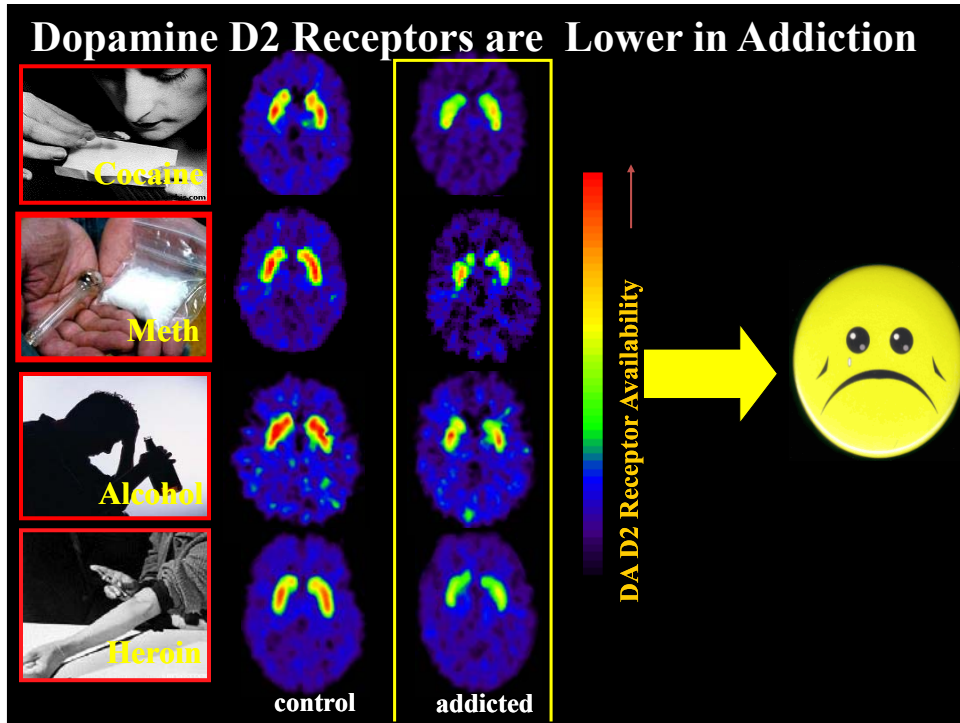 Dopamine D2 Receptors are Lower in Addiction
Cocaine
Meth
Alcohol
Heroin
control
addicted
DA D2 Receptor Availability